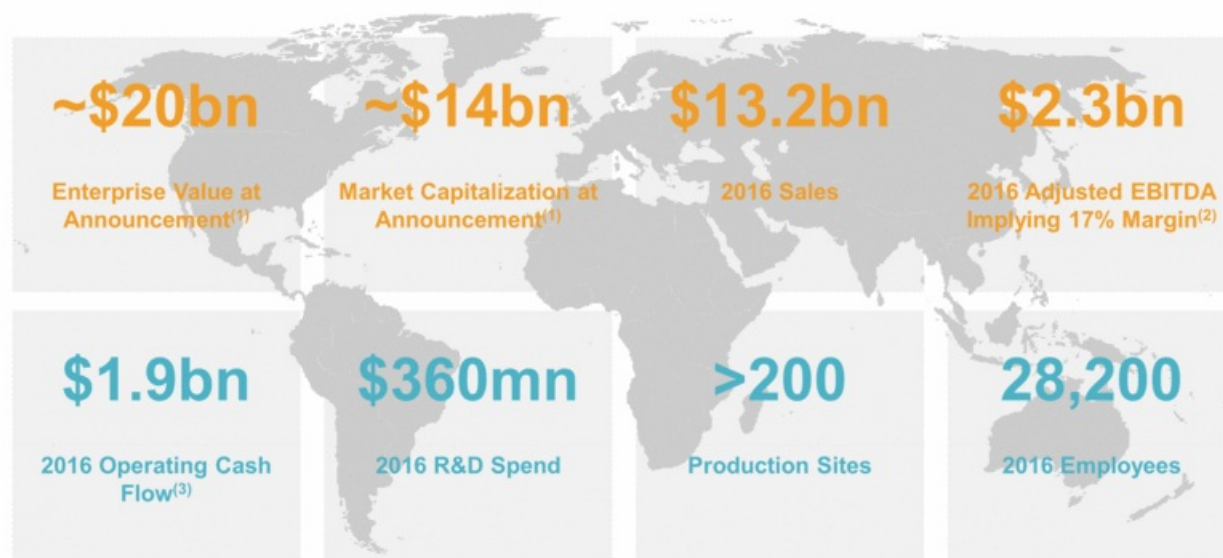 ~$20bn
Enterprise Value at
Announcement(1)
~$14bn
Market Capitalization at
Announcement(1)
$13.2bn
2016 Sales
$2.3bn
2016 Adjusted EBITDA
Implying 17% Margin(2)
$1.9bn
2016 Operating Cash
Flow(3)
$360mn
2016 R&D Spend
>200
Production Sites
28,200
2016 Employees